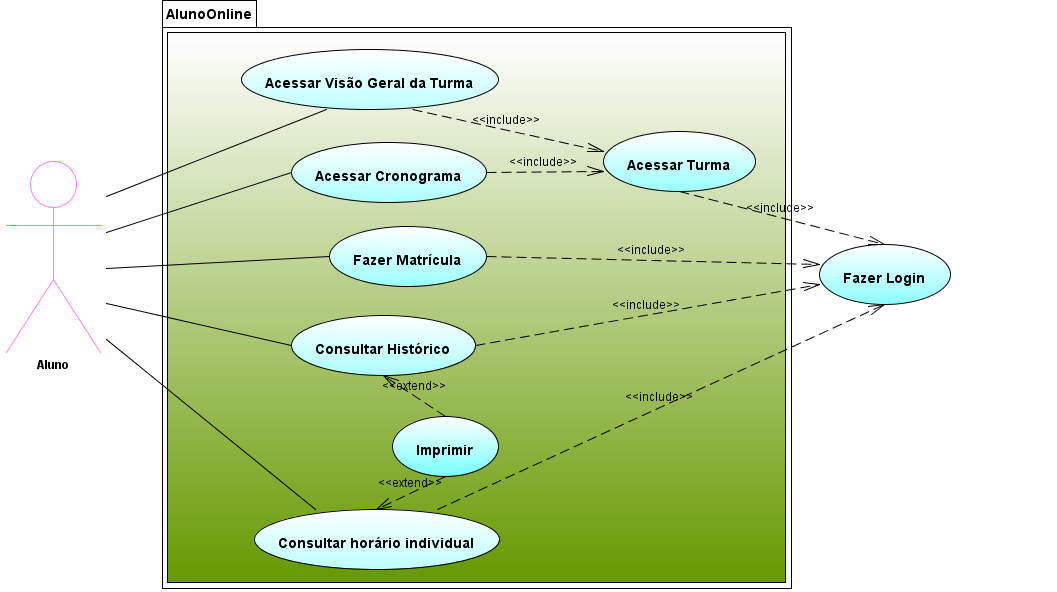 AlunoOnline
Acessar Visão Geral da Turma
<<include>>
Acessar Turma
<<include>>
Acessar Cronograma
<<include>>
Fazer Matrícula
<<include>>
Fazer Login
<<include>>
Consultar Histórico
Aluno
<<extend>>
<<include>>
Imprimir
<<extend>>
Consultar horário individual